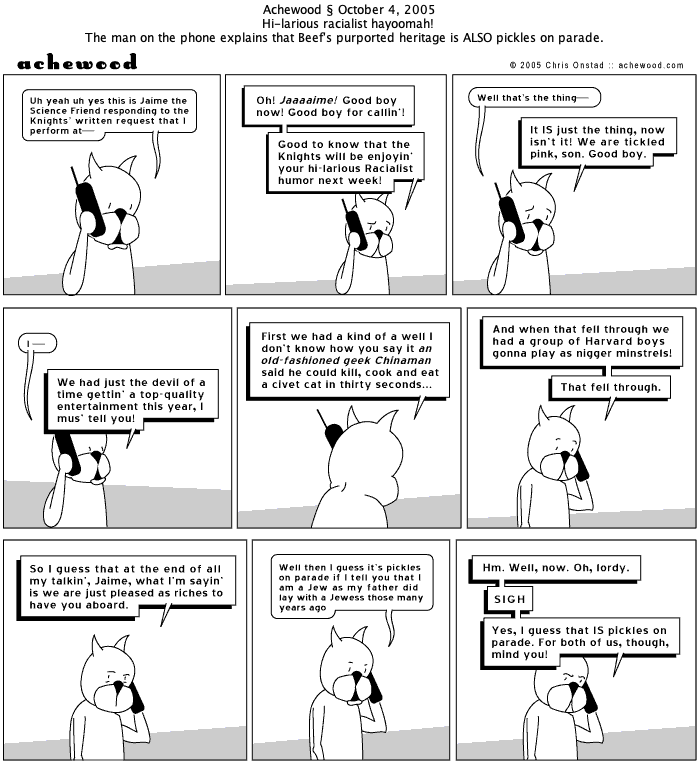 Achewood § October 4, 2005
Hi-larious racialist hayoomah!
The man on the phone explains that Beef's purported heritage is ALSO pickles on parade.
achewood
© 2005 Chris Onstad :: achewood.com
Uh yeah uh yes this is Jaime the
Science Friend responding to the
Knights' written request that I
perform at—
Oh! Jaaaaime! Good boy
now! Good boy for callin'!
Good to know that the
Knights will be enjoyin'
your hi-larious Racialist
humor next week!
Well that's the thing—
It IS just the thing, now
isn't it! We are tickled
pink, son. Good boy.
I —
We had just the devil of a
time gettin' a top-quality
entertainment this year, I
mus' tell you!
First we had a kind of a well I
don't know how you say it an
old-fashioned geek Chinaman
said he could kill, cook and eat
a civet cat in thirty seconds...
And when that fell through we
had a group of Harvard boys
gonna play as nigger minstrels!
That fell through.
So I guess that at the end of all
my talkin', Jaime, what I'm sayin'
is we are just pleased as riches to
have you aboard.
Well then I guess it's pickles
on parade if I tell you that I
am a Jew as my father did
lay with a Jewess those many
years ago
Hm. Well, now. Oh, lordy.
SIGH
Yes, I guess that IS pickles on
parade. For both of us, though,
mind you!